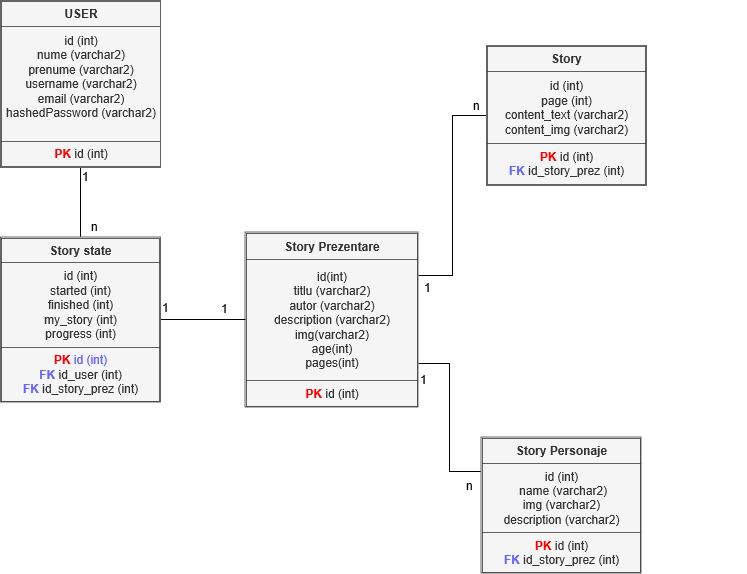 USER
id (int)
nume (varchar2)
prenume (varchar2)
username (varchar2)
email (varchar2)
hashedPassword (varchar2)
PK id (int)
1
n
Story state
id (int)
started (int)
finished (int)
my_story (int)
progress (int)
PK id (int)
FK id_user (int)
FK id_story_prez (int)
1
1
Story Prezentare
id(int)
titlu (varchar2)
autor (varchar2)
description (varchar2)
img(varchar2)
age(int)
pages(int)
PK id (int)
1
n
Story
id (int)
page (int)
content_text (varchar2)
content_img (varchar2)
PK id (int)
FK id_story_prez (int)
1
n
Story Personaje
id (int)
name (varchar2)
img (varchar2)
description (varchar2)
PK id (int)
FK id_story_prez (int)